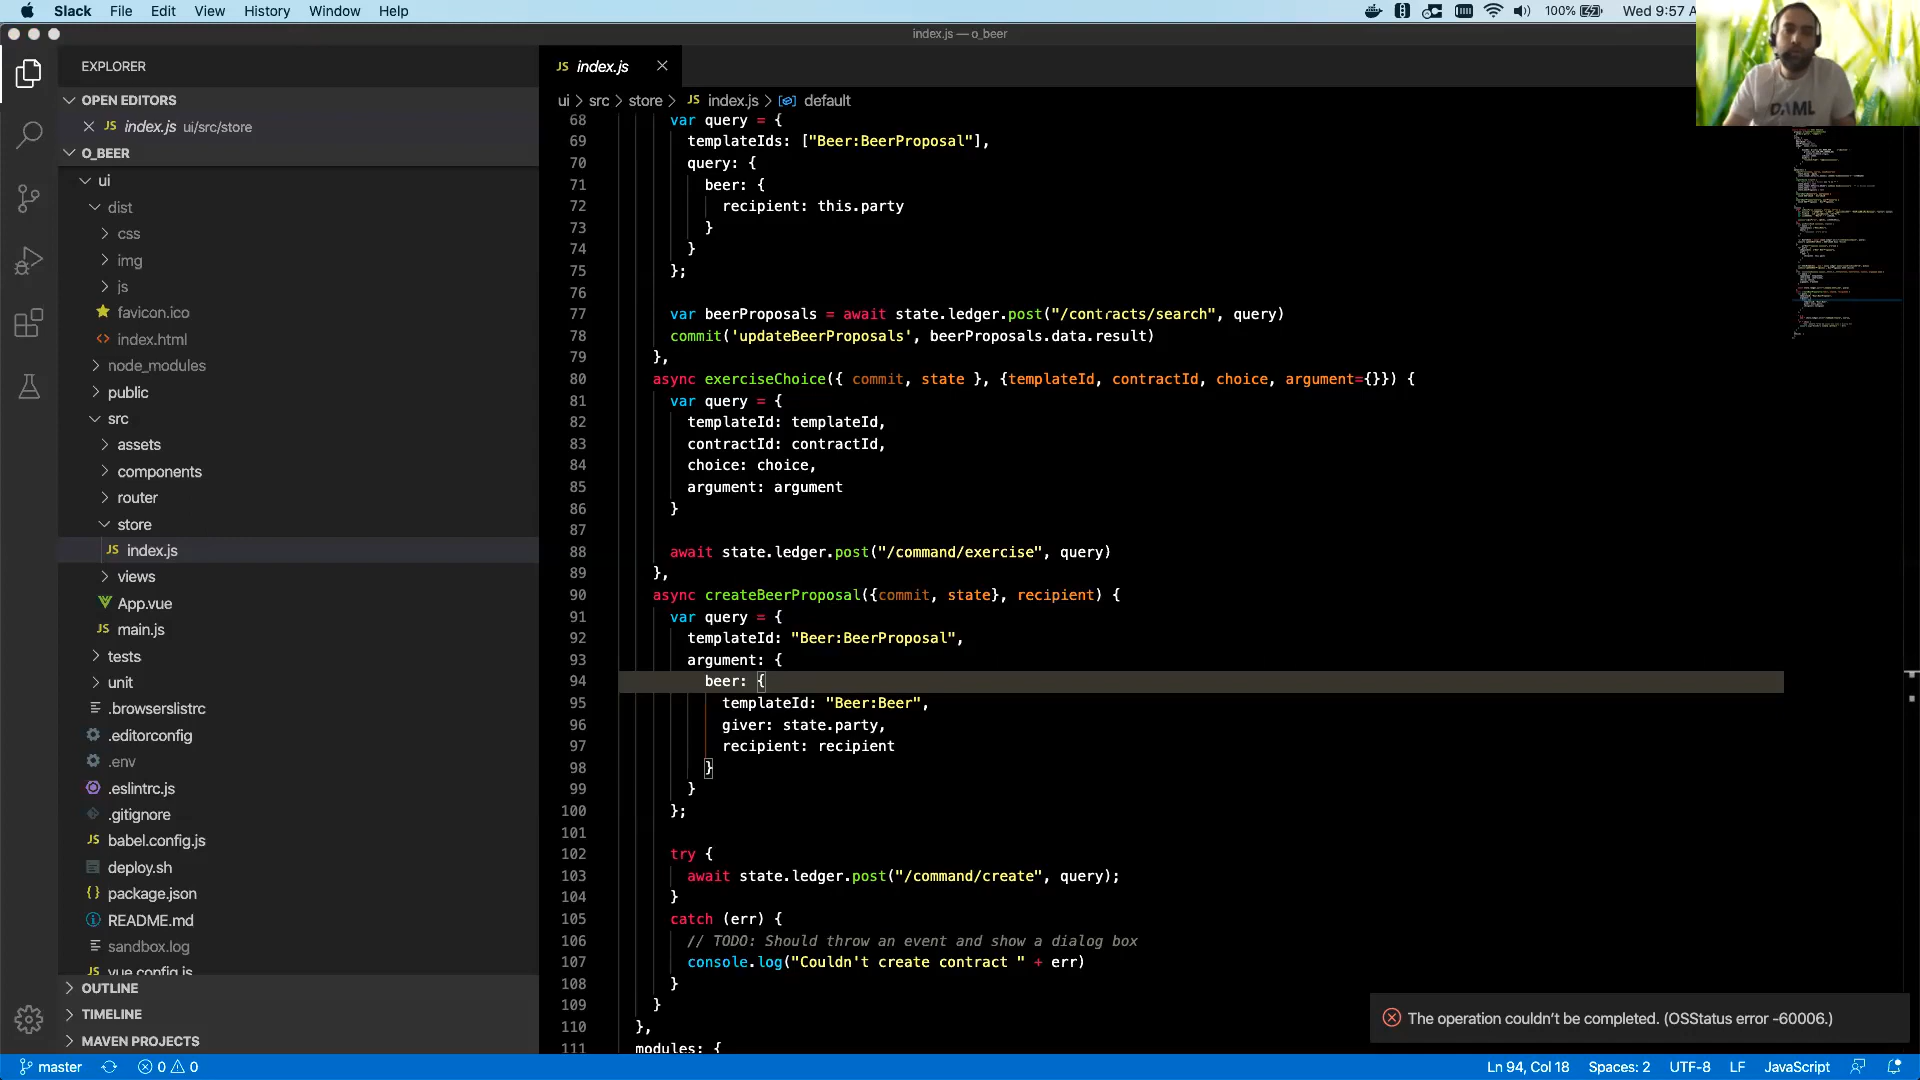 Slack File Edit View History Window Help 100% Wed 9:57 A
index.js — o_beer
EXPLORER
OPEN EDITORS
JS index.js ui/src/store
O_BEER
ui
dist
css
img
js
favicon.ico
index.html
node_modules
public
src
assets
components
router
store
JS index.js
views
App.vue
JS main.js
tests
unit
.browserslistrc
.editorconfig
.env
.eslintrc.js
.gitignore
JS babel.config.js
deploy.sh
{} package.json
README.md
sandbox.log
JS vue.config.js
OUTLINE
TIMELINE
MAVEN PROJECTS
JS index.js
ui > src > store > JS index.js > default
68 var query = {
69 templateIds: ["Beer:BeerProposal"],
70 query: {
71 beer: {
72 recipient: this.party
73 }
74 }
75 };
76
77 var beerProposals = await state.ledger.post("/contracts/search", query)
78 commit('updateBeerProposals', beerProposals.data.result)
79 },
80 async exerciseChoice({ commit, state }, {templateId, contractId, choice, argument={}}) {
81 var query = {
82 templateId: templateId,
83 contractId: contractId,
84 choice: choice,
85 argument: argument
86 }
87
88 await state.ledger.post("/command/exercise", query)
89 },
90 async createBeerProposal({commit, state}, recipient) {
91 var query = {
92 templateId: "Beer:BeerProposal",
93 argument: {
94 beer: {
95 templateId: "Beer:Beer",
96 giver: state.party,
97 recipient: recipient
98 }
99 }
100 };
101
102 try {
103 await state.ledger.post("/command/create", query);
104 }
105 catch (err) {
106 // TODO: Should throw an event and show a dialog box
107 console.log("Couldn't create contract " + err)
108 }
109 }
110 },
111 modules: {
DAML
The operation couldn't be completed. (OSStatus error -60006.)
master 0 0 Ln 94, Col 18 Spaces: 2 UTF-8 LF JavaScript